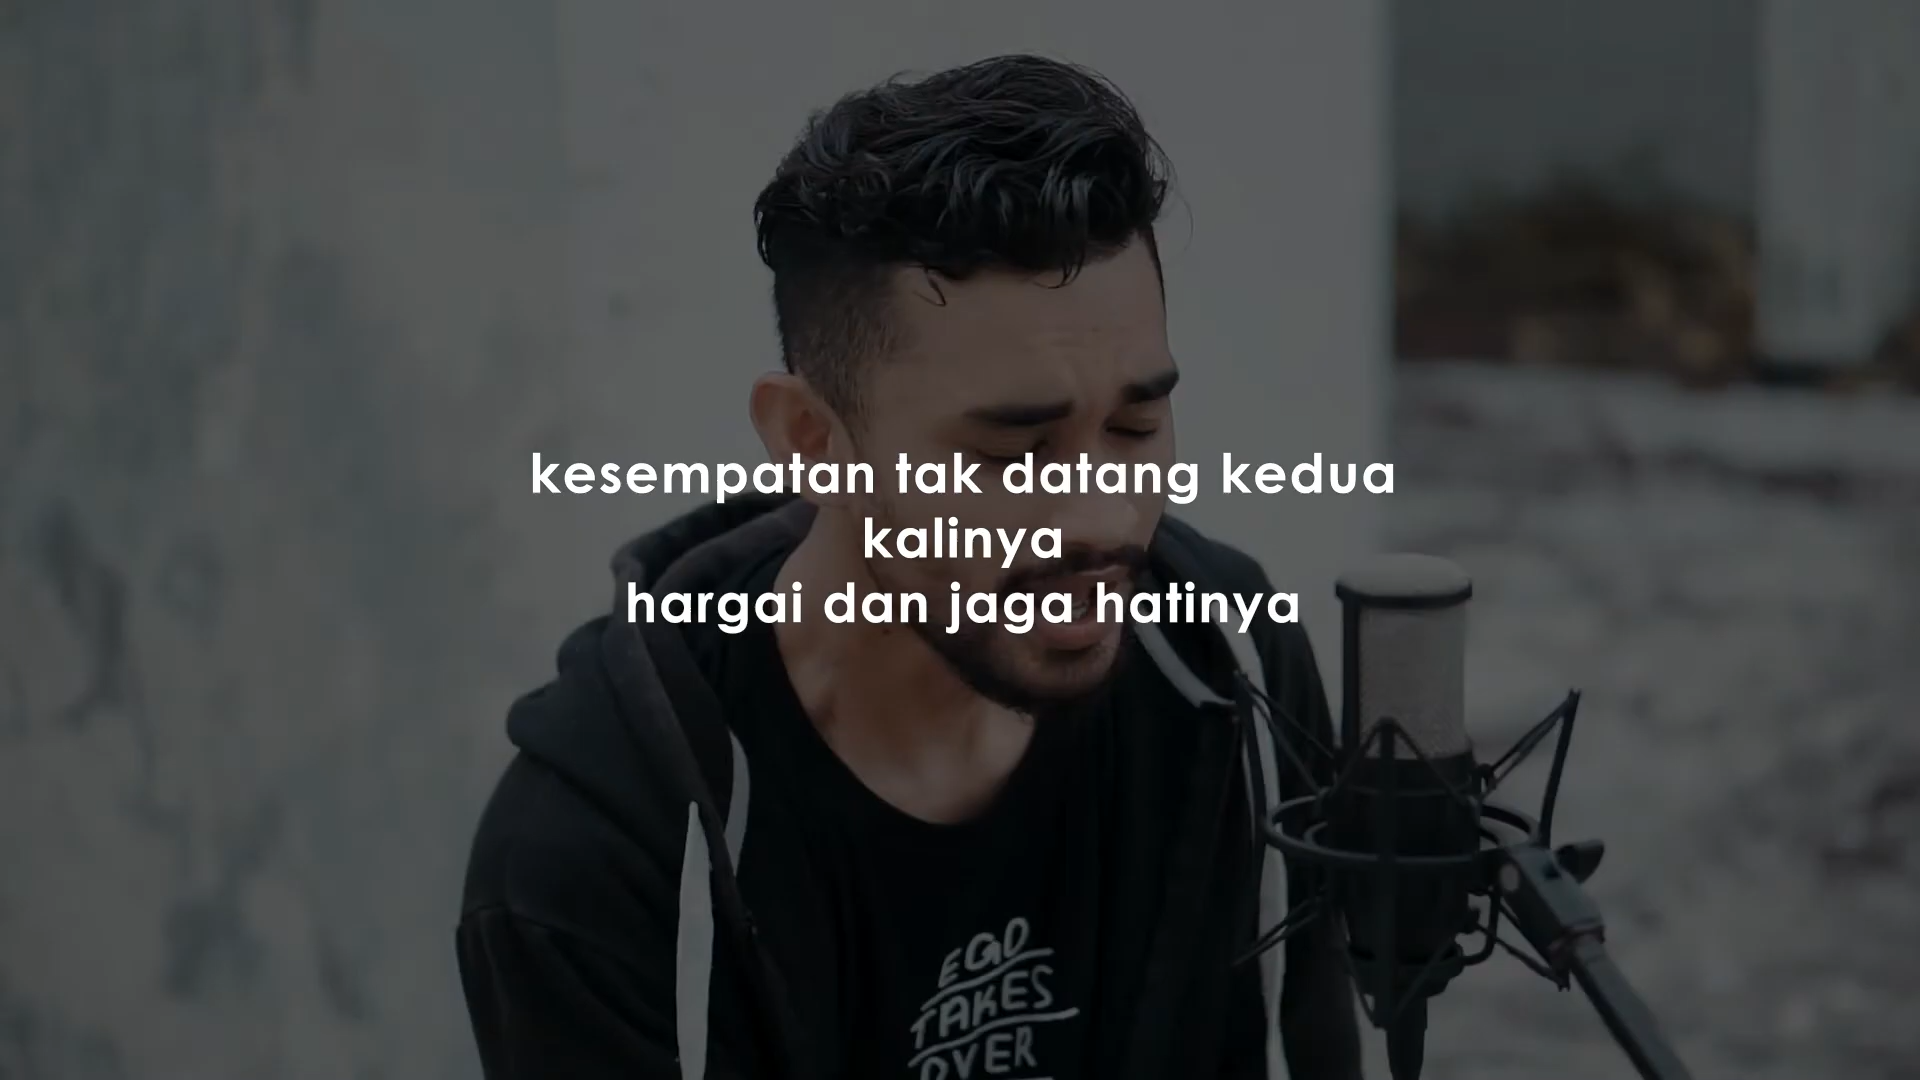 kesempatan tak datang kedua
kalinya
hargai dan jaga hatinya
EGO
TAKES
OVER